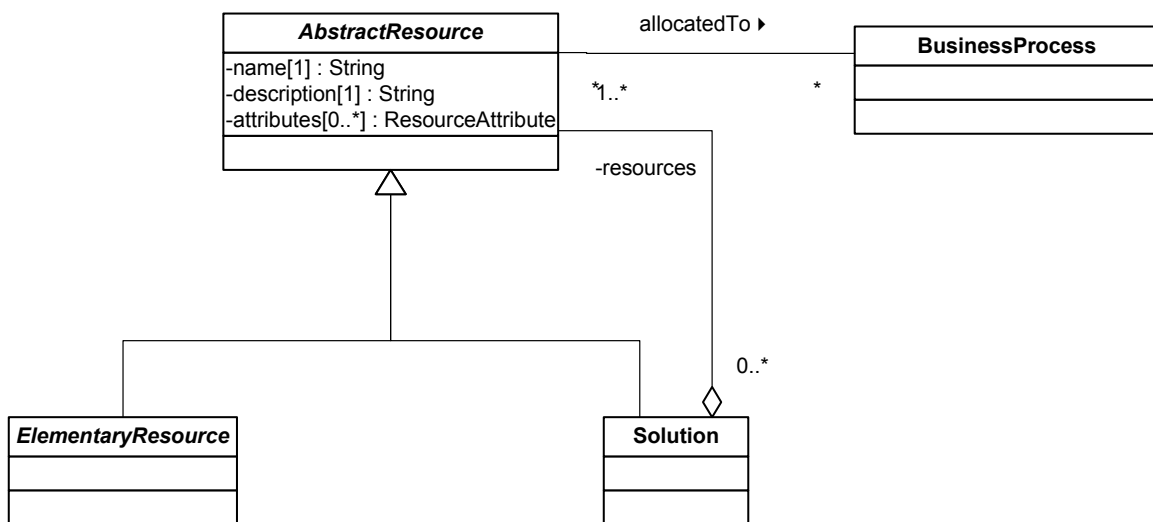 AbstractResource
-name[1] : String
-description[1] : String
-attributes[0..*] : ResourceAttribute
allocatedTo
BusinessProcess
*
1..*
*
-resources
0..*
ElementaryResource
Solution